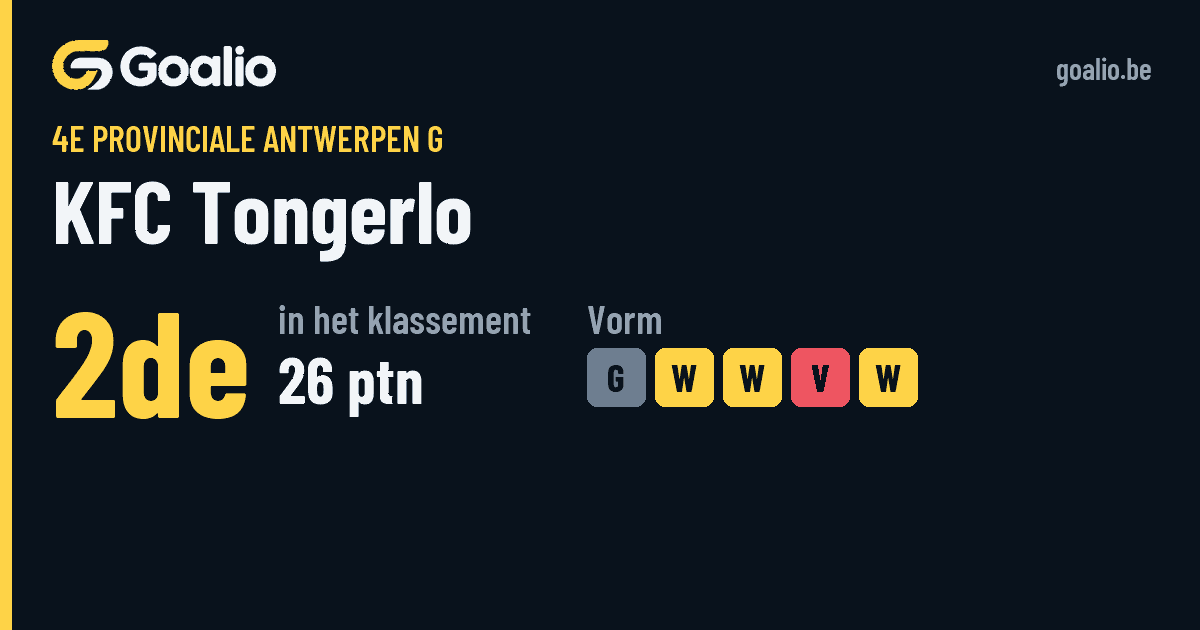 Goalio
goalio.be
4E PROVINCIALE ANTWERPEN G
KFC Tongerlo
2de
in het klassement
26 ptn
Vorm
G W W V W